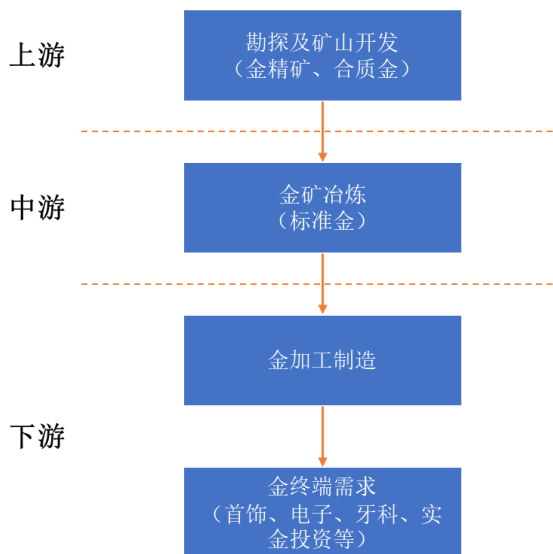 上游
勘探及矿山开发
（金精矿、合质金）
中游
金矿冶炼
（标准金）
金加工制造
下游
金终端需求
（首饰、电子、牙科、实
金投资等）